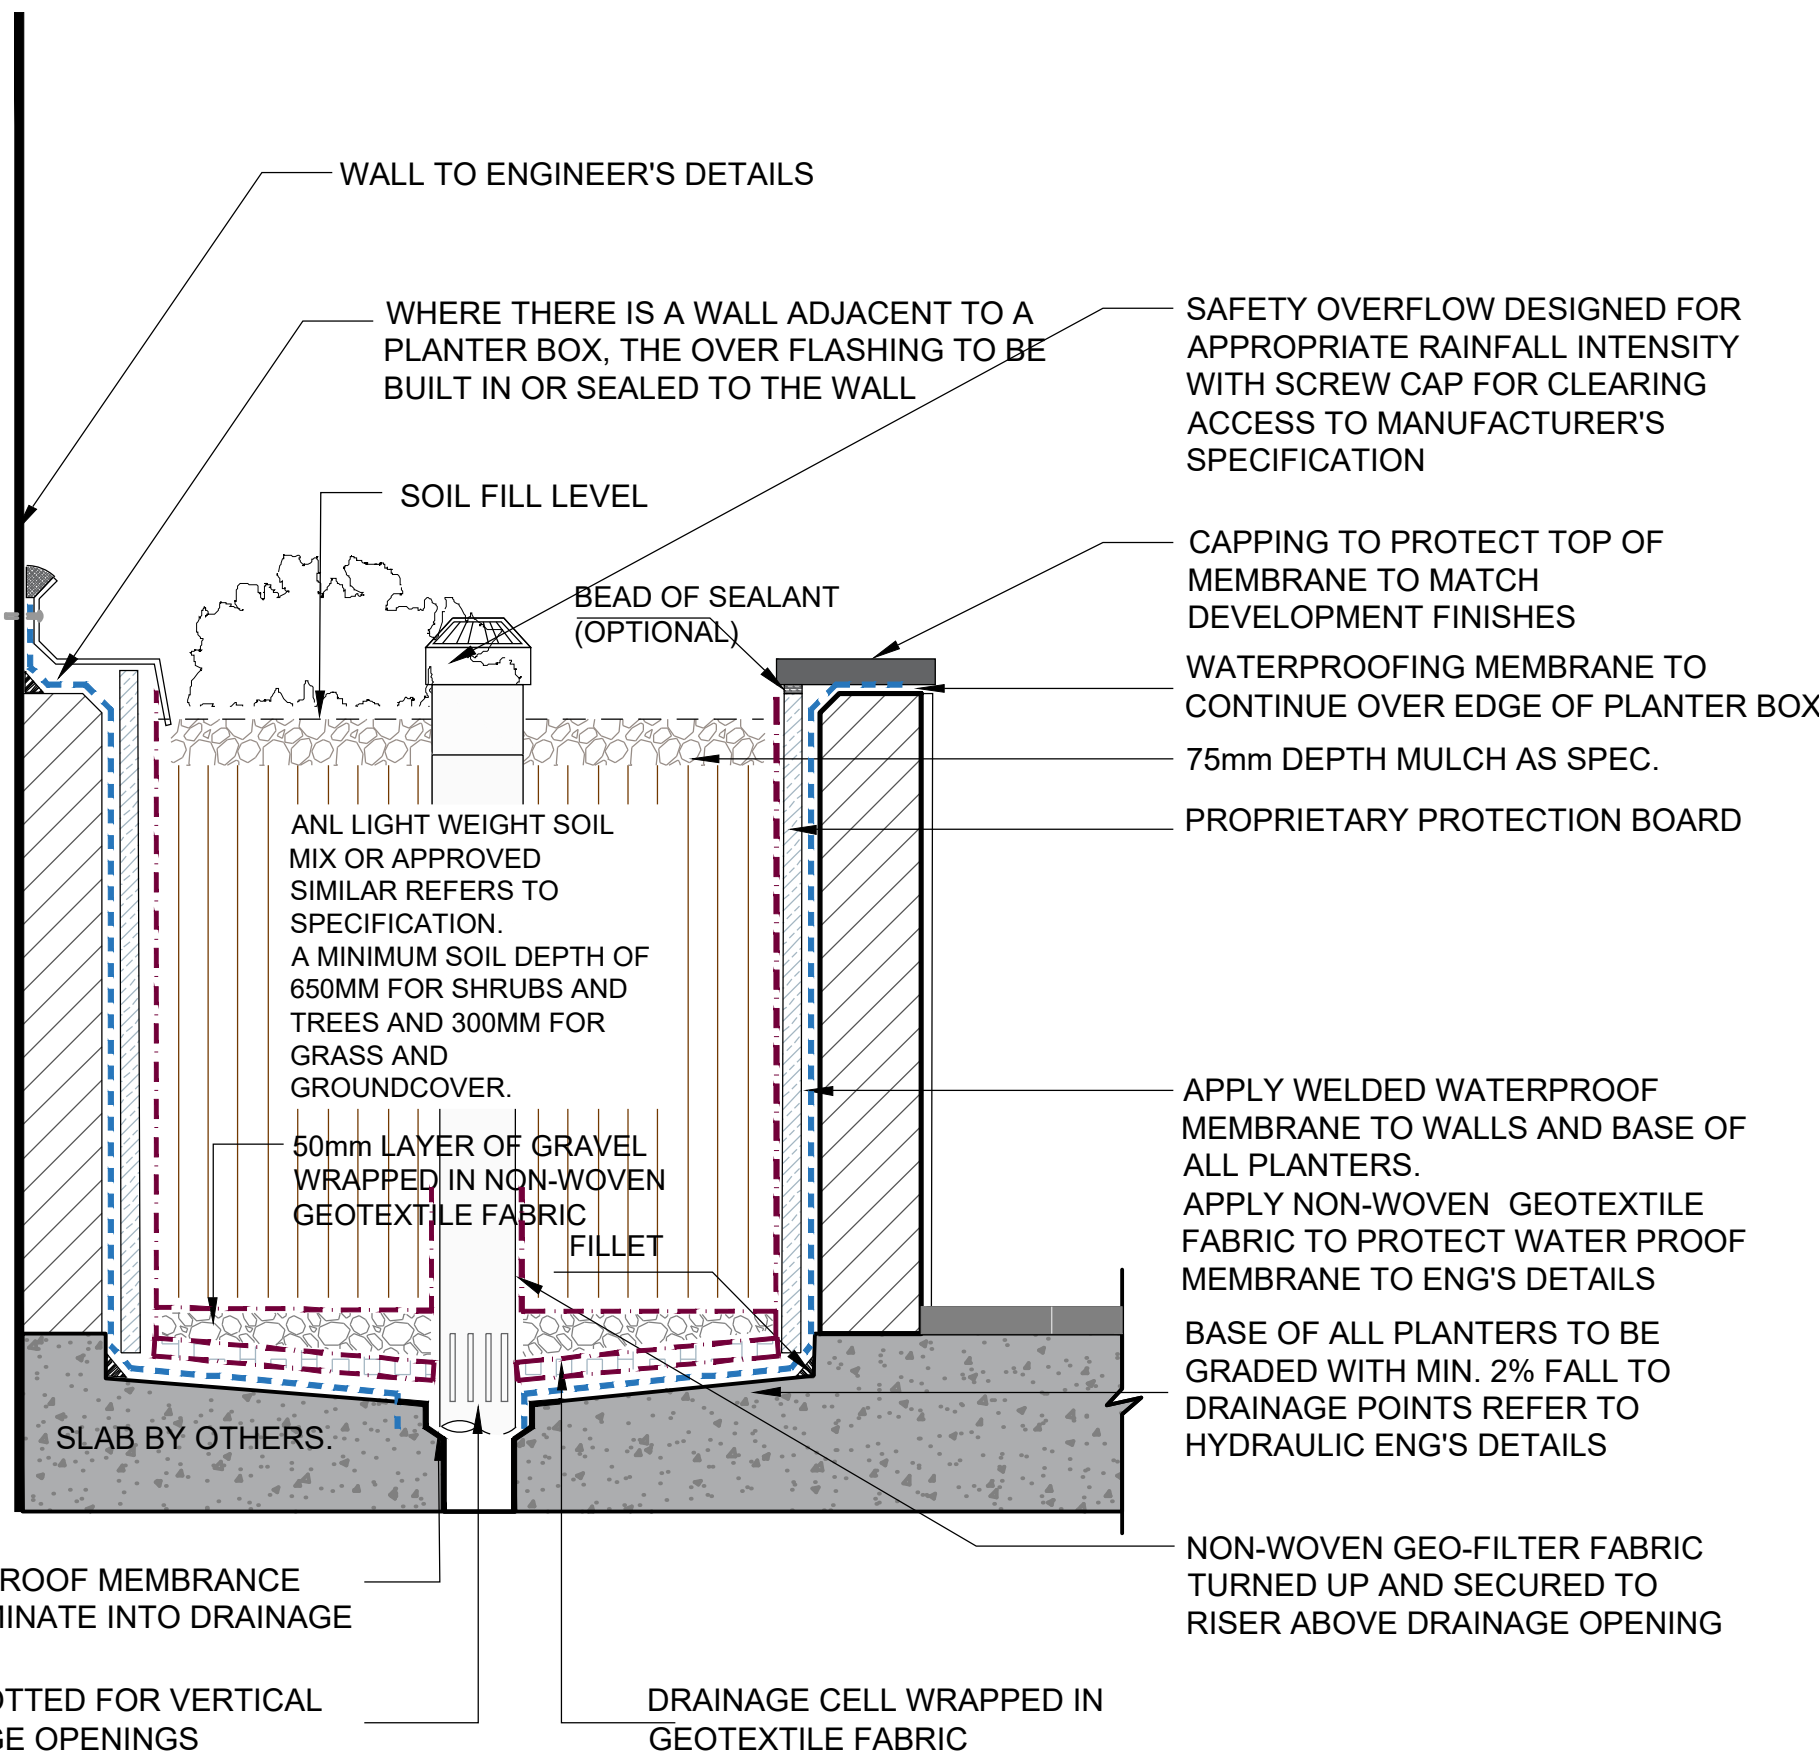 WALL TO ENGINEER'S DETAILS
WHERE THERE IS A WALL ADJACENT TO A
PLANTER BOX, THE OVER FLASHING TO BE
BUILT IN OR SEALED TO THE WALL
SAFETY OVERFLOW DESIGNED FOR
APPROPRIATE RAINFALL INTENSITY
WITH SCREW CAP FOR CLEARING
ACCESS TO MANUFACTURER'S
SPECIFICATION
SOIL FILL LEVEL
CAPPING TO PROTECT TOP OF
MEMBRANE TO MATCH
DEVELOPMENT FINISHES
BEAD OF SEALANT
(OPTIONAL)
WATERPROOFING MEMBRANE TO
CONTINUE OVER EDGE OF PLANTER BOX
75mm DEPTH MULCH AS SPEC.
PROPRIETARY PROTECTION BOARD
ANL LIGHT WEIGHT SOIL
MIX OR APPROVED
SIMILAR REFERS TO
SPECIFICATION.
A MINIMUM SOIL DEPTH OF
650MM FOR SHRUBS AND
TREES AND 300MM FOR
GRASS AND
GROUNDCOVER.
APPLY WELDED WATERPROOF
MEMBRANE TO WALLS AND BASE OF
ALL PLANTERS.
APPLY NON-WOVEN GEOTEXTILE
FABRIC TO PROTECT WATER PROOF
MEMBRANE TO ENG'S DETAILS
50mm LAYER OF GRAVEL
WRAPPED IN NON-WOVEN
GEOTEXTILE FABRIC
FILLET
BASE OF ALL PLANTERS TO BE
GRADED WITH MIN. 2% FALL TO
DRAINAGE POINTS REFER TO
HYDRAULIC ENG'S DETAILS
SLAB BY OTHERS.
NON-WOVEN GEO-FILTER FABRIC
TURNED UP AND SECURED TO
RISER ABOVE DRAINAGE OPENING
ROOF MEMBRANCE
MINATE INTO DRAINAGE
OTTED FOR VERTICAL
GE OPENINGS
DRAINAGE CELL WRAPPED IN
GEOTEXTILE FABRIC